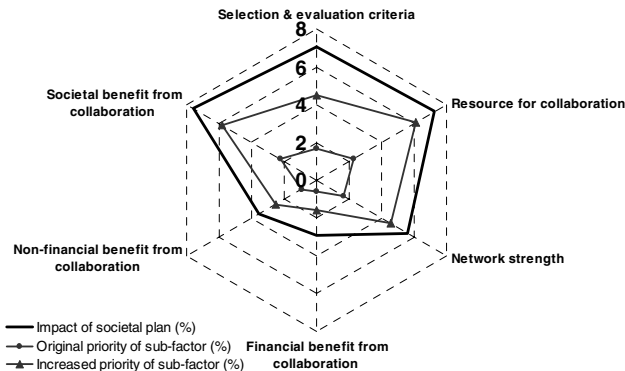 Selection & evaluation criteria
8
6
4
2
0
Resource for collaboration
Network strength
Financial benefit from
collaboration
Non-financial benefit from
collaboration
Societal benefit from
collaboration
Impact of societal plan (%)
Original priority of sub-factor (%)
Increased priority of sub-factor (%)